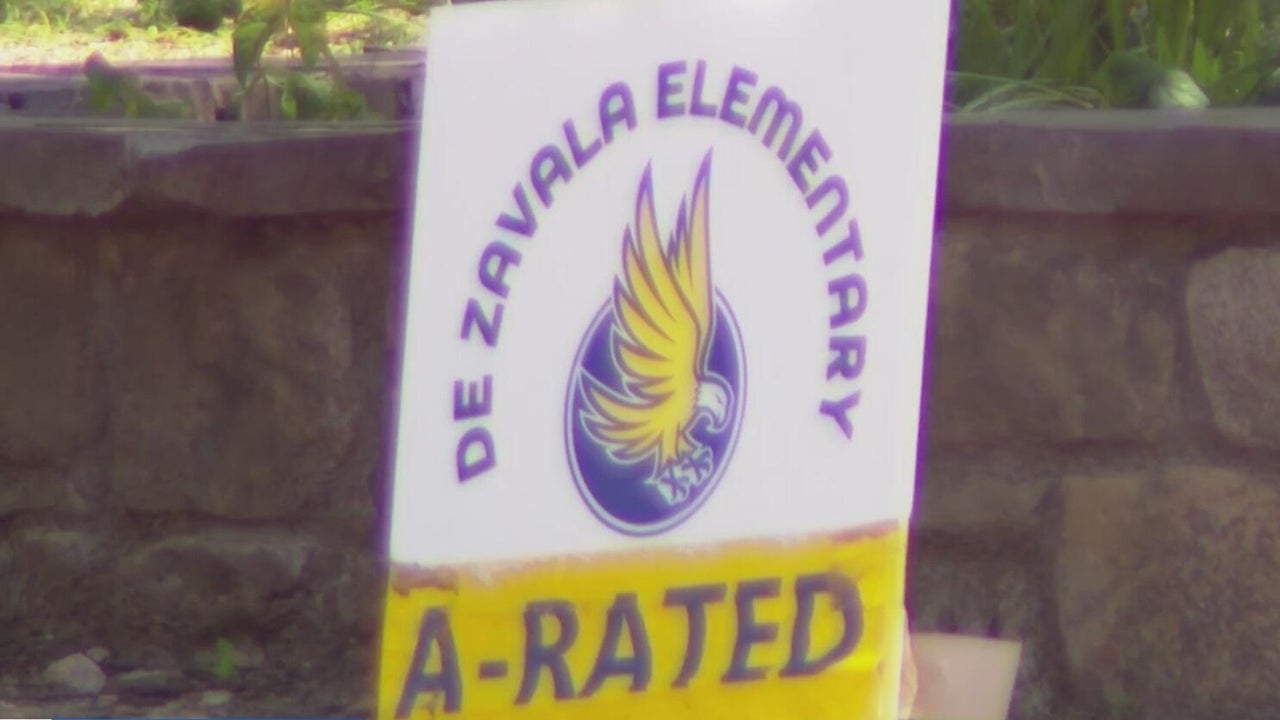 DE ZAVALA ELEMENTARY
A-RATED